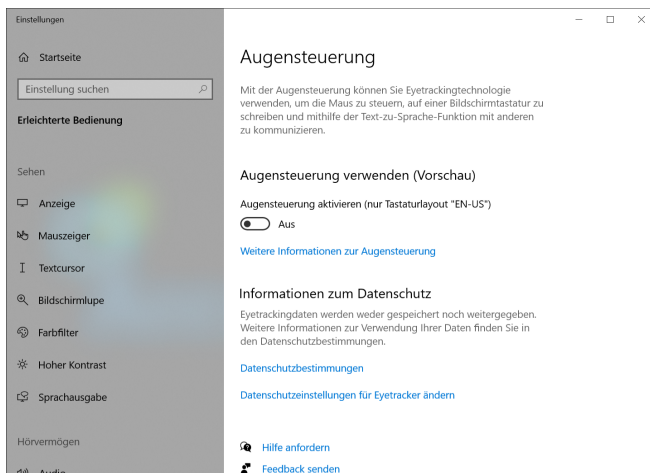 Einstellungen
Startseite
Einstellung suchen
Erleichterte Bedienung
Sehen
Anzeige
Mauszeiger
Textcursor
Bildschirmlupe
Farbfilter
Hoher Kontrast
Sprachausgabe
Hörvermögen
Audio
Augensteuerung
Mit der Augensteuerung können Sie Eyetrackingtechnologie
verwenden, um die Maus zu steuern, auf einer Bildschirmtastatur zu
schreiben und mithilfe der Text-zu-Sprache-Funktion mit anderen
zu kommunizieren.
Augensteuerung verwenden (Vorschau)
Augensteuerung aktivieren (nur Tastaturlayout "EN-US")
Aus
Weitere Informationen zur Augensteuerung
Informationen zum Datenschutz
Eyetrackingdaten werden weder gespeichert noch weitergegeben.
Weitere Informationen zur Verwendung Ihrer Daten finden Sie in
den Datenschutzbestimmungen.
Datenschutzbestimmungen
Datenschutzeinstellungen für Eyetracker ändern
Hilfe anfordern
Feedback senden